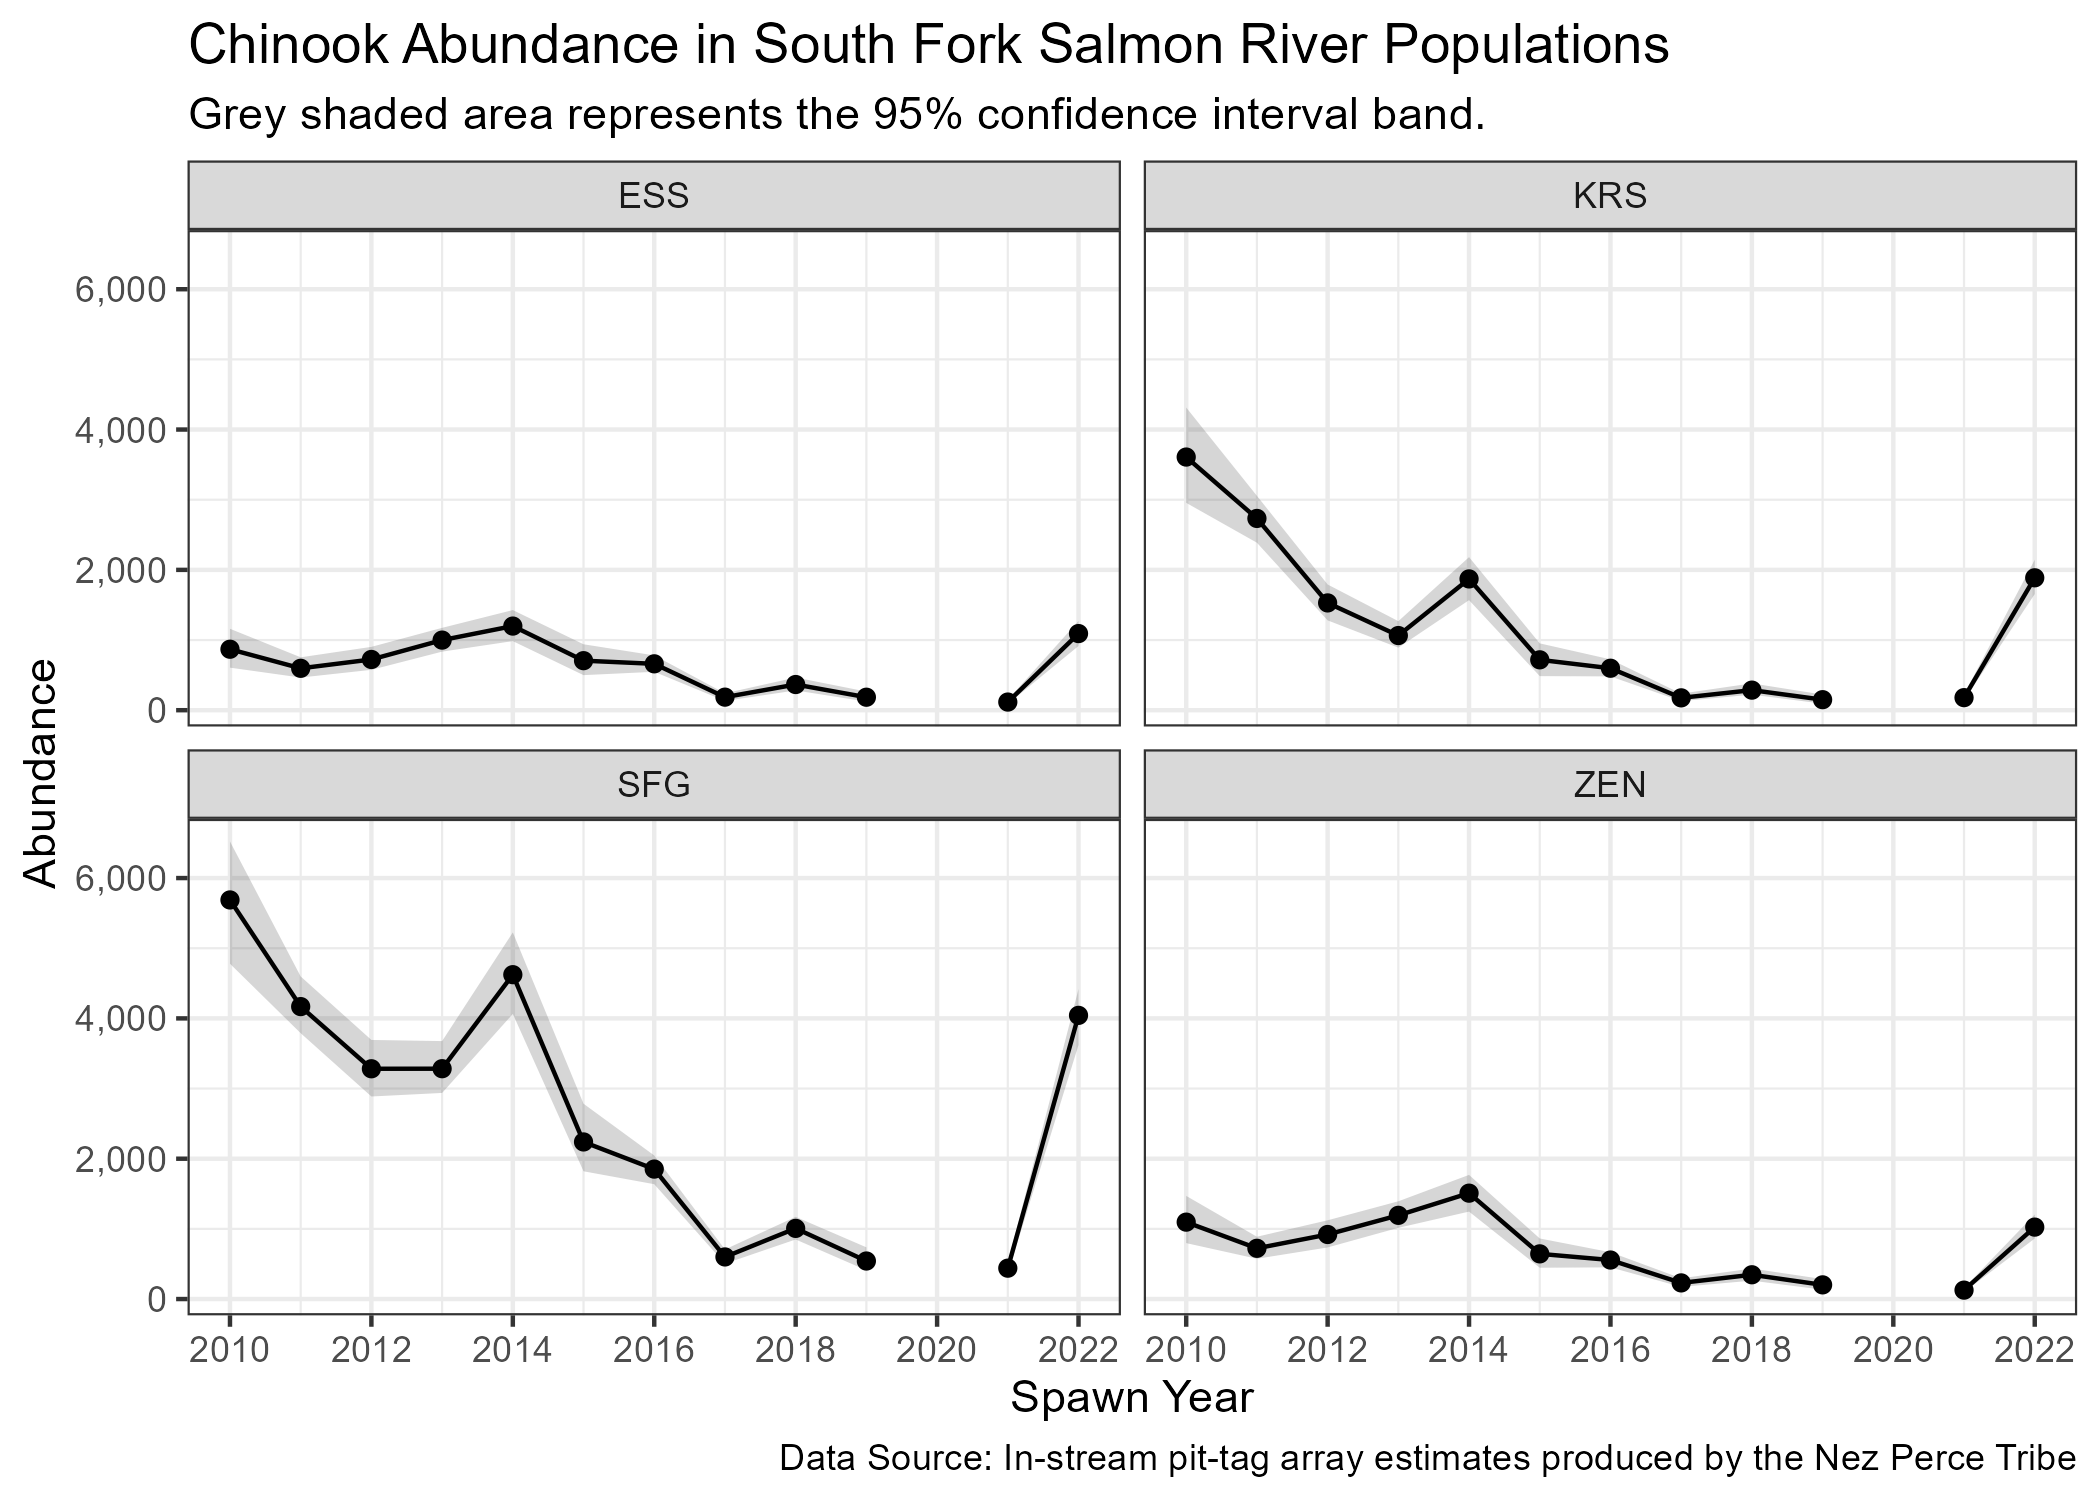 Chinook Abundance in South Fork Salmon River Populations
Grey shaded area represents the 95% confidence interval band.
ESS
KRS
6,000
4,000
2,000
0
SFG
ZEN
6,000
4,000
2,000
0
Abundance
2010 2012 2014 2016 2018 2020 2022
2010 2012 2014 2016 2018 2020 2022
Spawn Year
Data Source: In-stream pit-tag array estimates produced by the Nez Perce Tribe